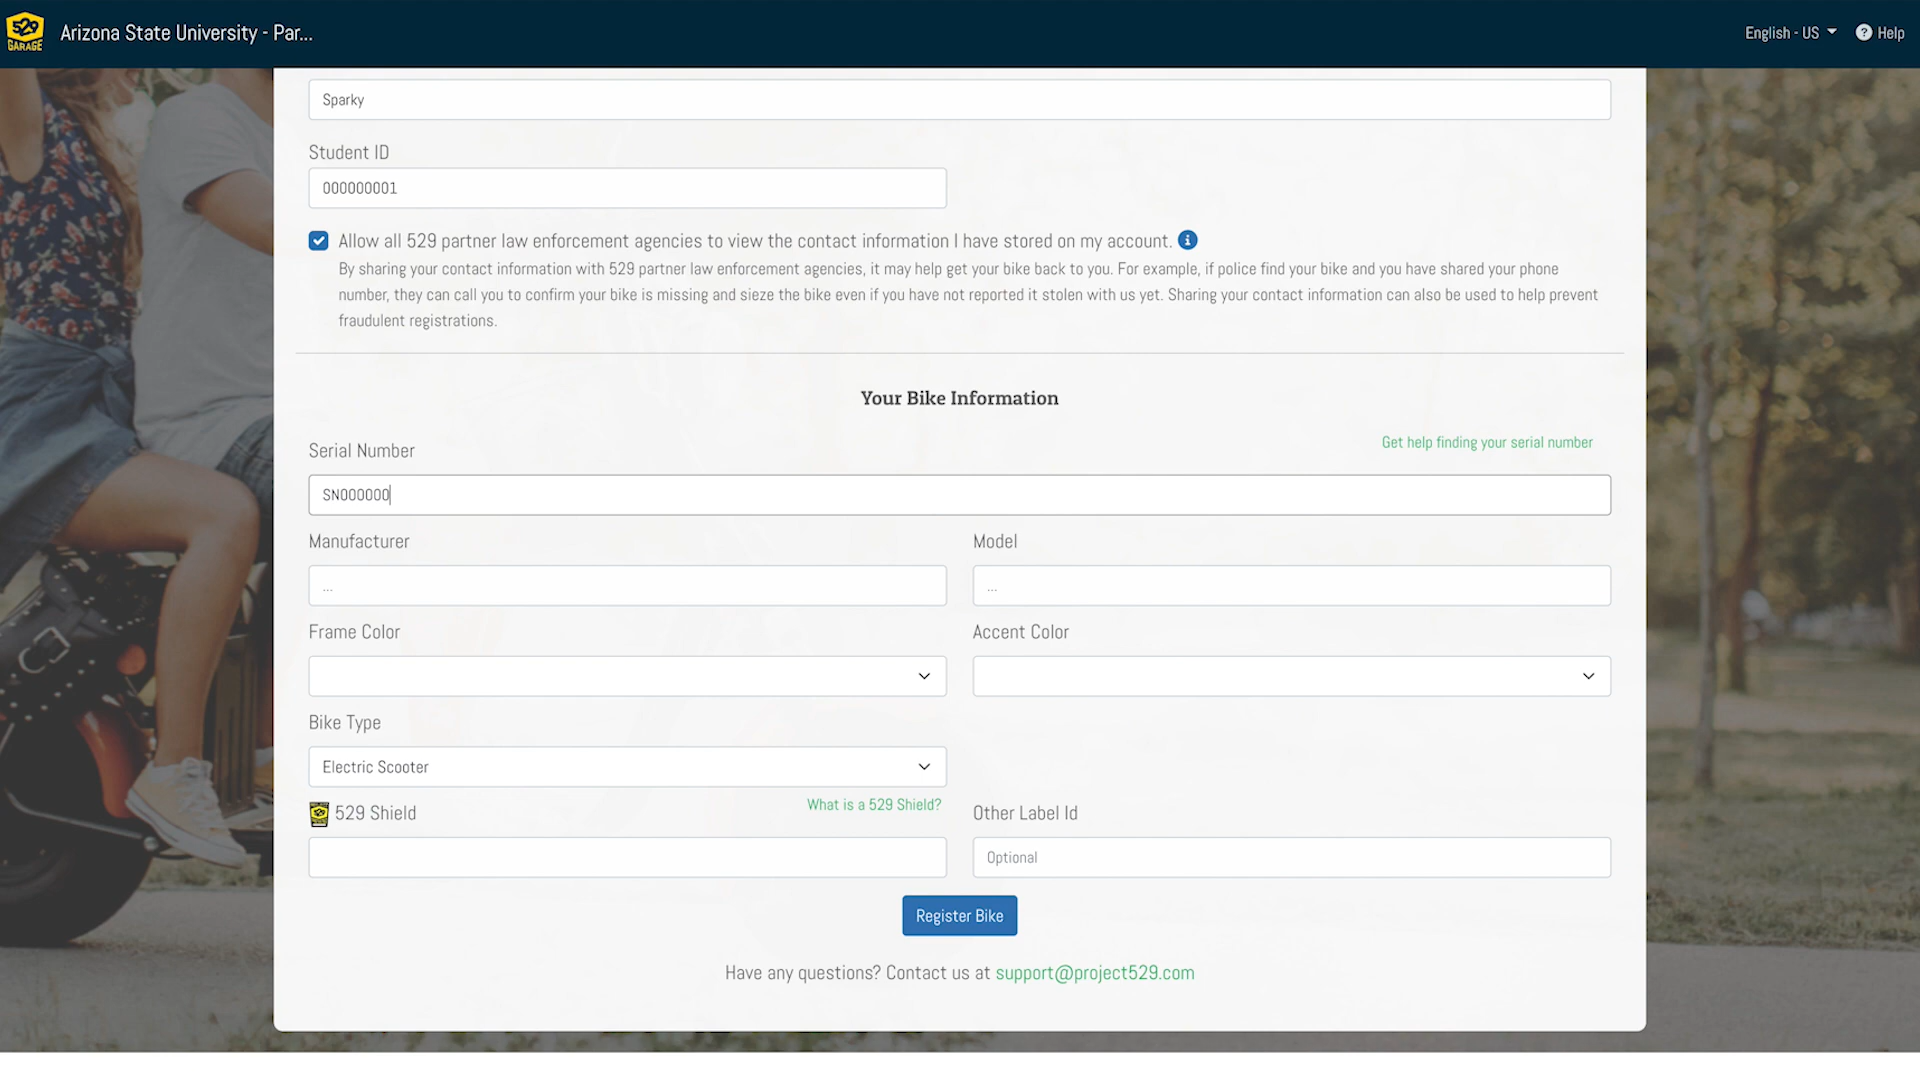 529
GARAGE
Arizona State University - Par...
English - US
Help
Sparky
Student ID
000000001
Allow all 529 partner law enforcement agencies to view the contact information I have stored on my account.
By sharing your contact information with 529 partner law enforcement agencies, it may help get your bike back to you. For example, if police find your bike and you have shared your phone
number, they can call you to confirm your bike is missing and sieze the bike even if you have not reported it stolen with us yet. Sharing your contact information can also be used to help prevent
fraudulent registrations.
Your Bike Information
Serial Number
Get help finding your serial number
SN000000
Manufacturer
Model
...
...
Frame Color
Accent Color
Bike Type
Electric Scooter
529 Shield
What is a 529 Shield?
Other Label Id
Optional
Register Bike
Have any questions? Contact us at support@project529.com